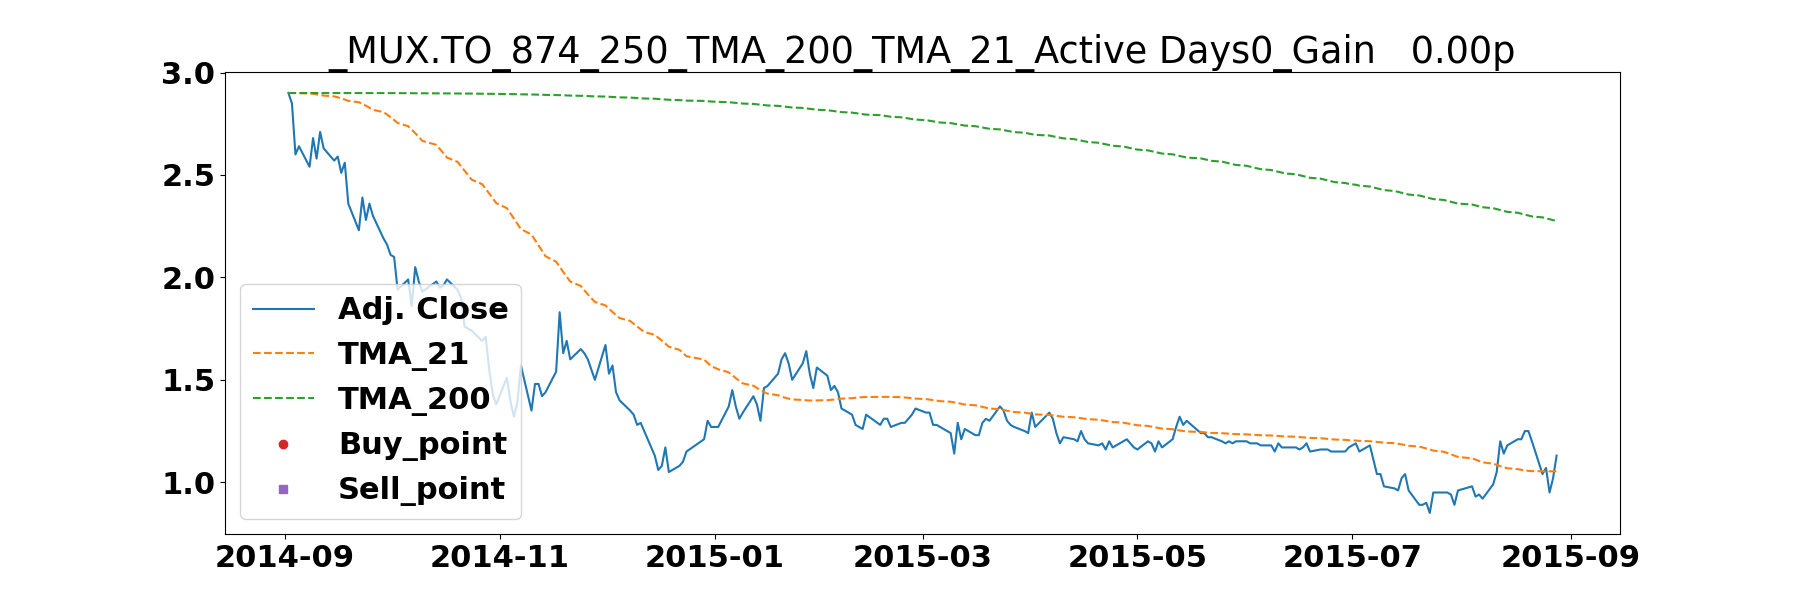 _MUX.TO_874_250_TMA_200_TMA_21_Active Days0_Gain   0.00p
3.0
2.5
2.0
1.5
1.0
Adj. Close
TMA_21
TMA_200
Buy_point
Sell_point
2014-09 2014-11 2015-01 2015-03 2015-05 2015-07 2015-09